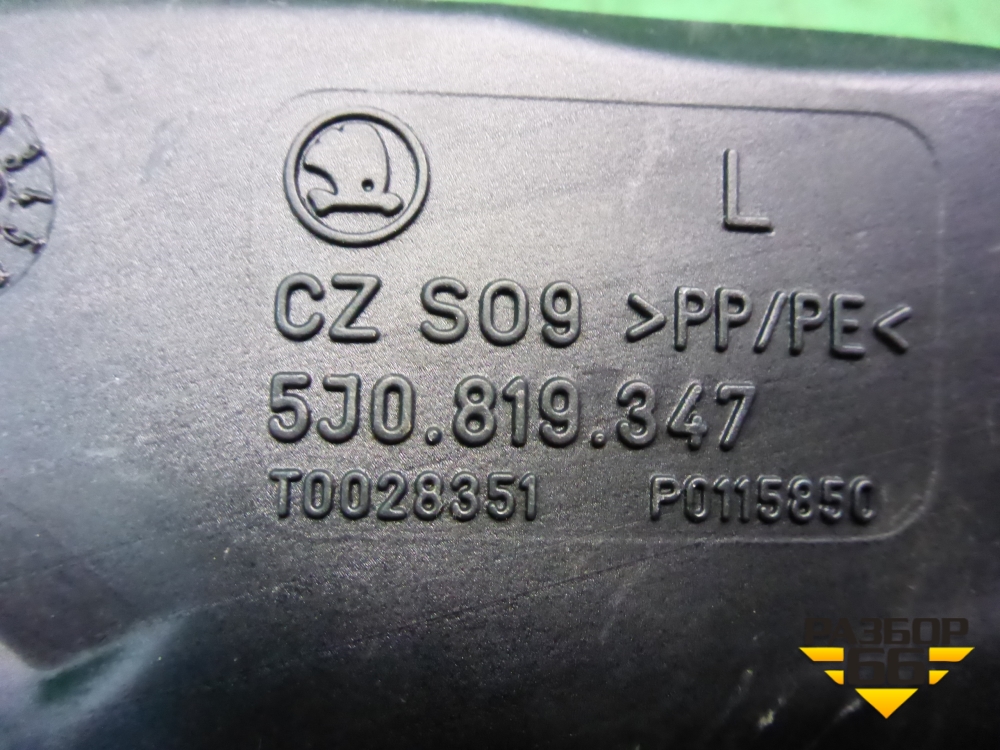 L
CZ S09 >PP/PE<
5J0.819.347
T0028351 P0115850
РАЗБОР
66